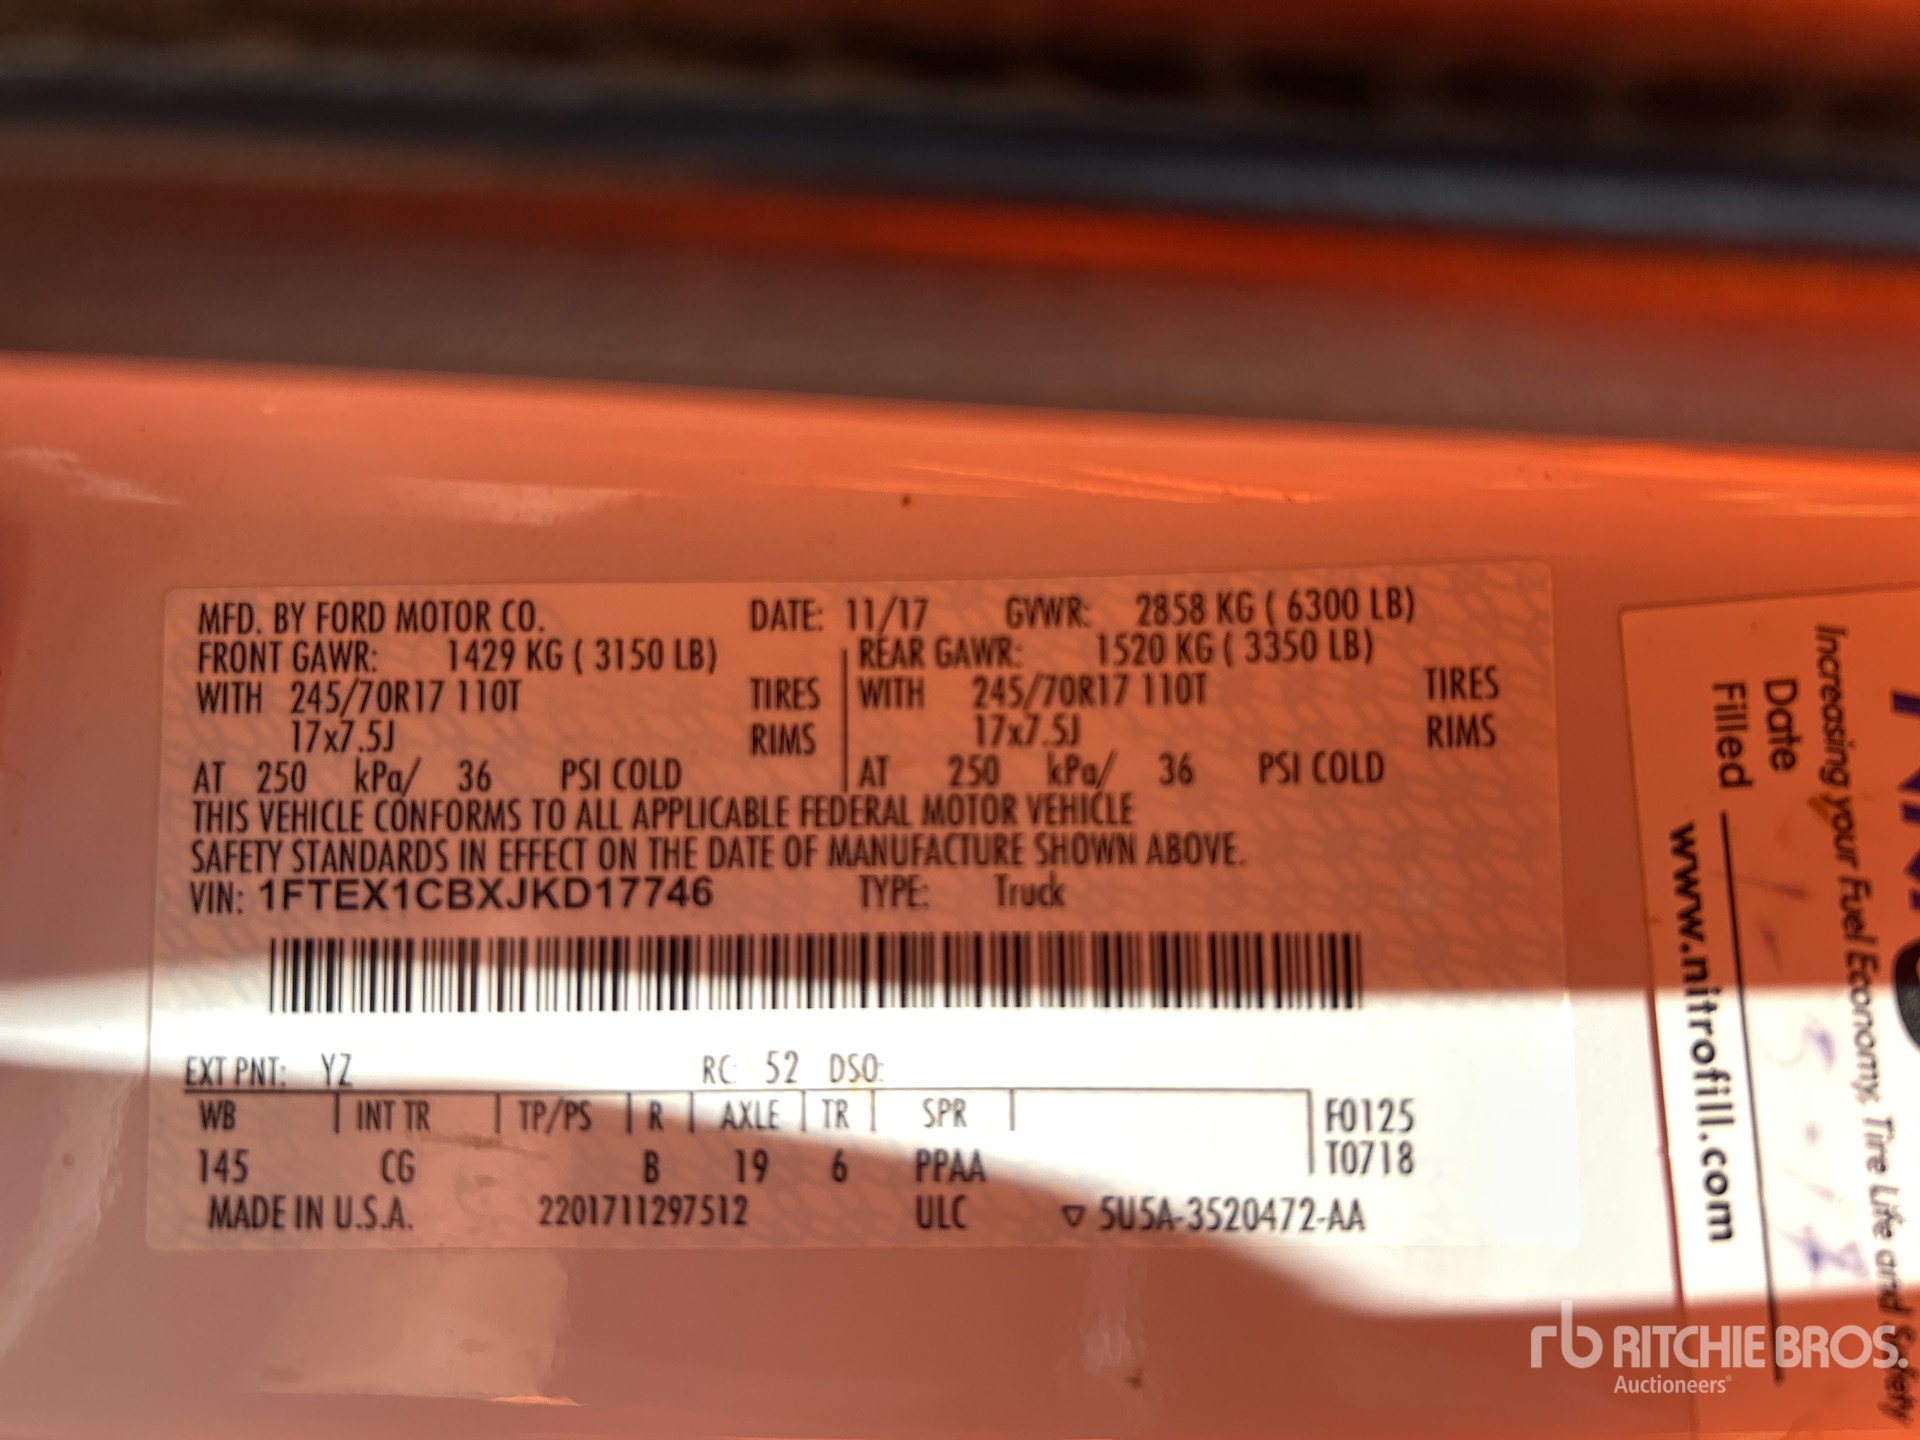 MFD. BY FORD MOTOR CO. DATE: 11/17 GVWR: 2858 KG ( 6300 LB)
FRONT GAWR: 1429 KG ( 3150 LB) REAR GAWR: 1520 KG ( 3350 LB)
WITH 245/70R17 110T TIRES WITH 245/70R17 110T TIRES
17x7.5J RIMS 17x7.5J RIMS
AT 250 kPa/ 36 PSI COLD AT 250 kPa/ 36 PSI COLD
THIS VEHICLE CONFORMS TO ALL APPLICABLE FEDERAL MOTOR VEHICLE
SAFETY STANDARDS IN EFFECT ON THE DATE OF MANUFACTURE SHOWN ABOVE.
VIN: 1FTEX1CBXJKD17746 TYPE: Truck
EXT PNT: YZ RC: 52 DSO:
WB INT TR TP/PS R AXLE TR SPR F0125
145 CG B 19 6 PPAA T0718
MADE IN U.S.A. 2201711297512 ULC ▽ 5U5A-3520472-AA
Increasing your Fuel Economy, Tire Life and Safety
Date
Filled
www.nitrofill.com
rb RITCHIE BROS.
Auctioneers